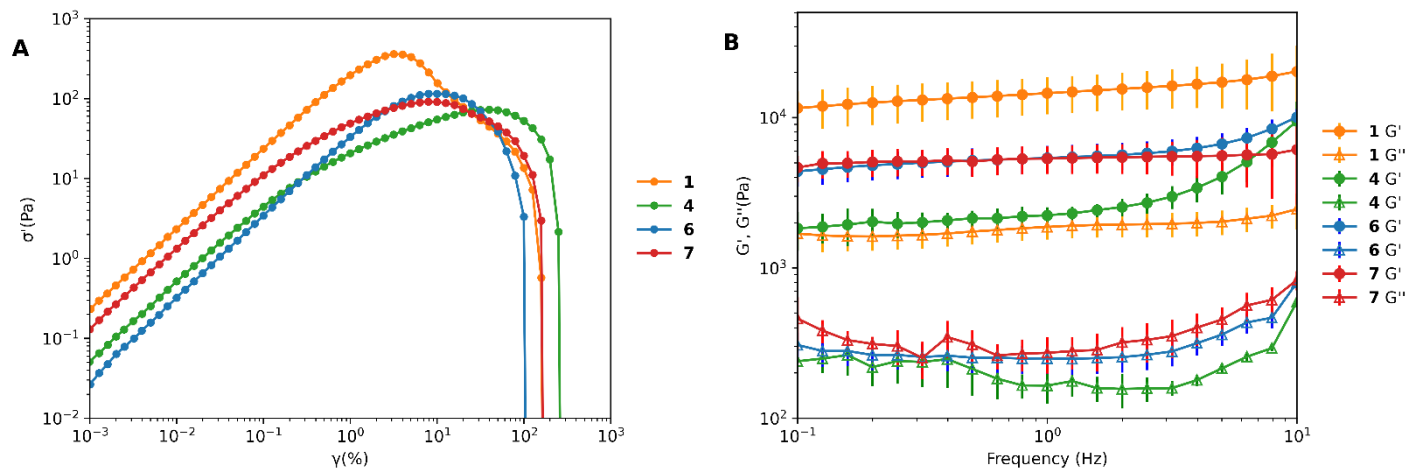 A
σ'(Pa)
10³
10²
10¹
10⁰
10⁻¹
10⁻²
10⁻³
10⁻²
10⁻¹
10⁰
10¹
10²
10³
γ(%)
1
4
6
7
B
G', G''(Pa)
10⁴
10³
10²
10⁻¹
10⁰
10¹
Frequency (Hz)
1 G'
1 G''
4 G'
4 G''
6 G'
6 G''
7 G'
7 G''